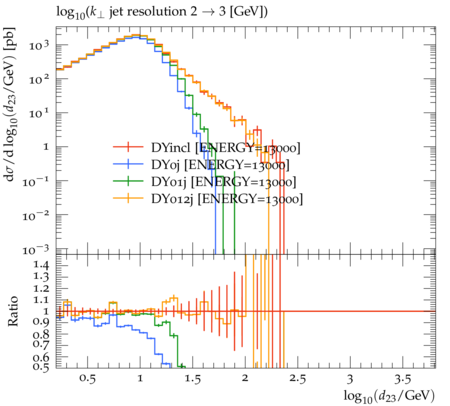 log₁₀(k⊥ jet resolution 2 → 3 [GeV])
dσ/d log₁₀(d₂₃/GeV) [pb]
10³
10²
10¹
1
10⁻¹
10⁻²
10⁻³
DYincl [ENERGY=13000]
DY0j [ENERGY=13000]
DY01j [ENERGY=13000]
DY012j [ENERGY=13000]
Ratio
1.4
1.3
1.2
1.1
1
0.9
0.8
0.7
0.6
0.5
0.5 1 1.5 2 2.5 3 3.5
log₁₀(d₂₃/GeV)